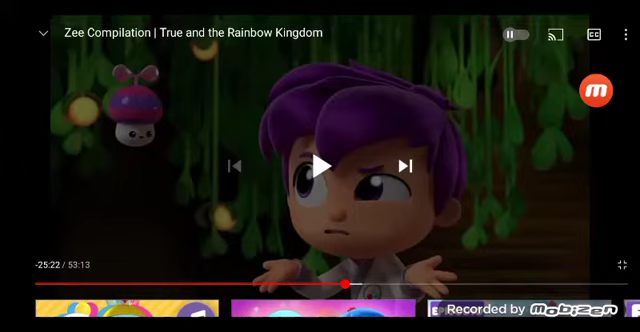 Zee Compilation | True and the Rainbow Kingdom
CC
-25:22 / 53:13
Recorded by Mobizen